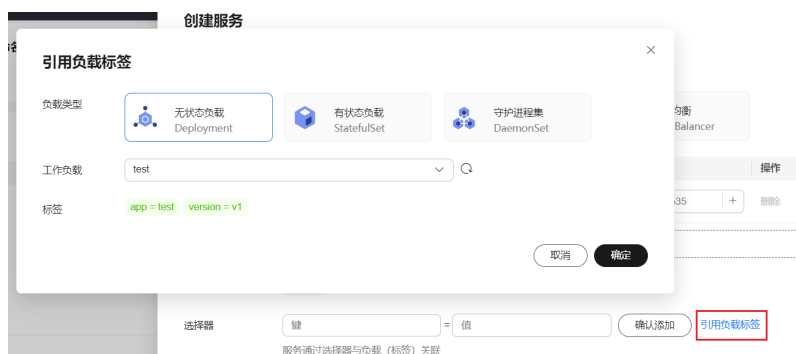 创建服务
引用负载标签
负载类型
无状态负载
Deployment
有状态负载
StatefulSet
守护进程集
DaemonSet
均衡
Balancer
工作负载
test
操作
标签
app = test
version = v1
535
+
删除
取消
确定
选择器
键
=
值
确认添加
引用负载标签
服务通过选择器与负载（标签）关联